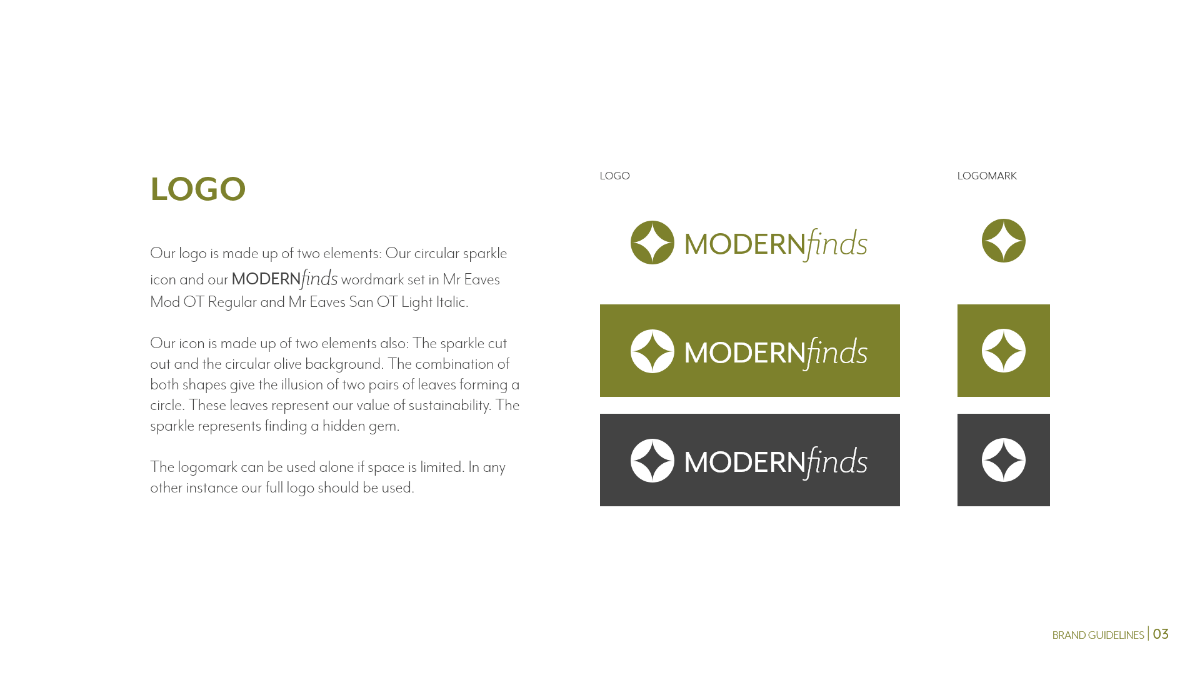 LOGO
Our logo is made up of two elements: Our circular sparkle
icon and our MODERNfinds wordmark set in Mr Eaves
Mod OT Regular and Mr Eaves San OT Light Italic.
Our icon is made up of two elements also: The sparkle cut
out and the circular olive background. The combination of
both shapes give the illusion of two pairs of leaves forming a
circle. These leaves represent our value of sustainability. The
sparkle represents finding a hidden gem.
The logomark can be used alone if space is limited. In any
other instance our full logo should be used.
LOGO
MODERNfinds
MODERNfinds
MODERNfinds
LOGOMARK
BRAND GUIDELINES | 03